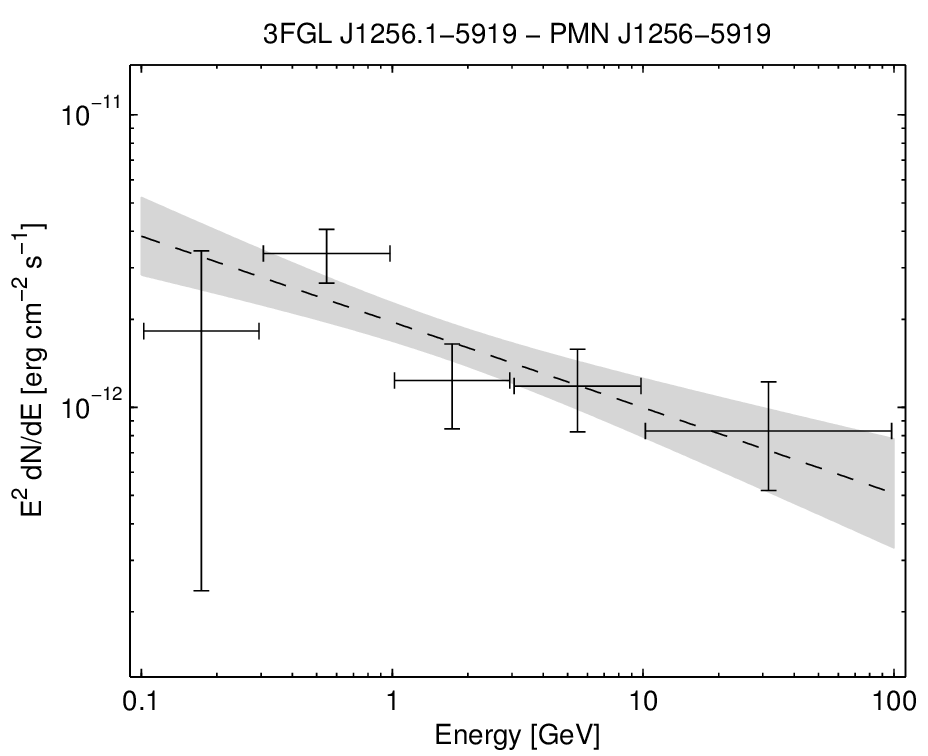 3FGL J1256.1−5919 − PMN J1256−5919
10⁻¹¹
10⁻¹²
E² dN/dE [erg cm⁻² s⁻¹]
0.1 1 10 100
Energy [GeV]